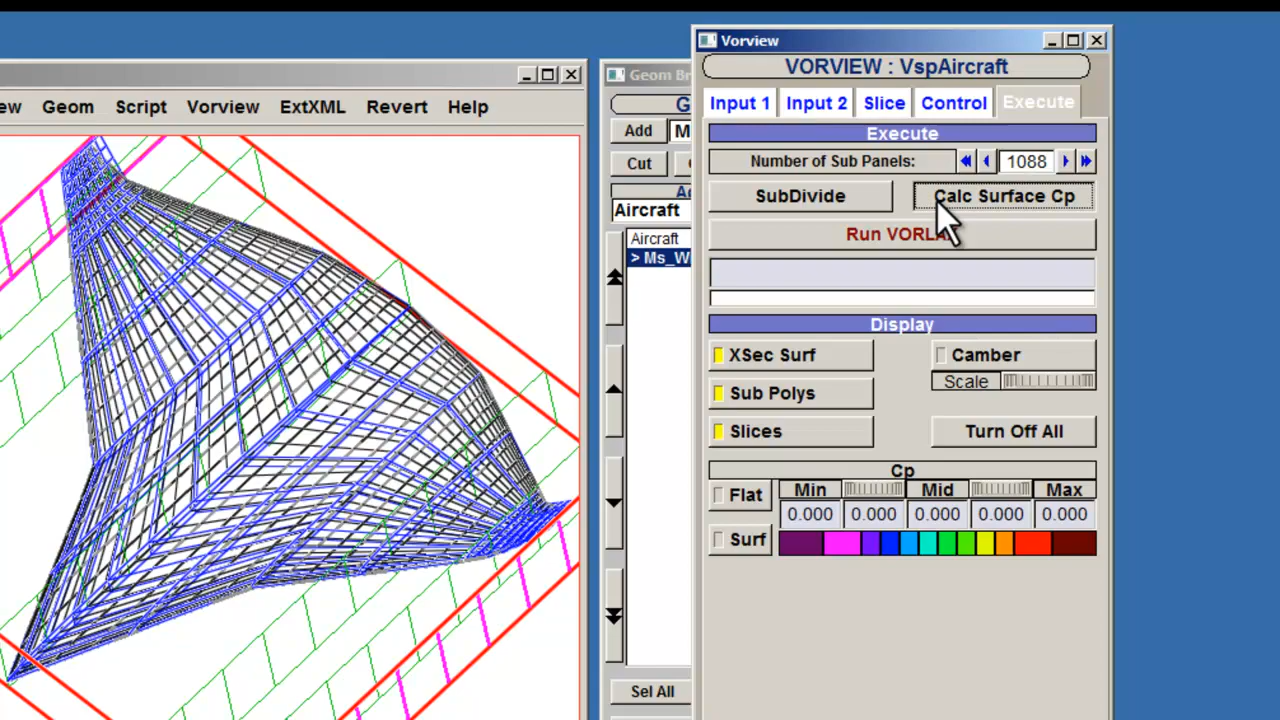 Vorview
VORVIEW : VspAircraft
Input 1 Input 2 Slice Control Execute
Execute
Number of Sub Panels: 1088
SubDivide Calc Surface Cp
Run
Display
XSec Surf Camber
Scale
Sub Polys
Slices Turn Off All
Cp
Flat Min Mid Max
0.000 0.000 0.000 0.000 0.000
Surf
Geom
Add M
Cut
Aircraft
Aircraft
> Ms_W
Sel All
ew Geom Script Vorview ExtXML Revert Help